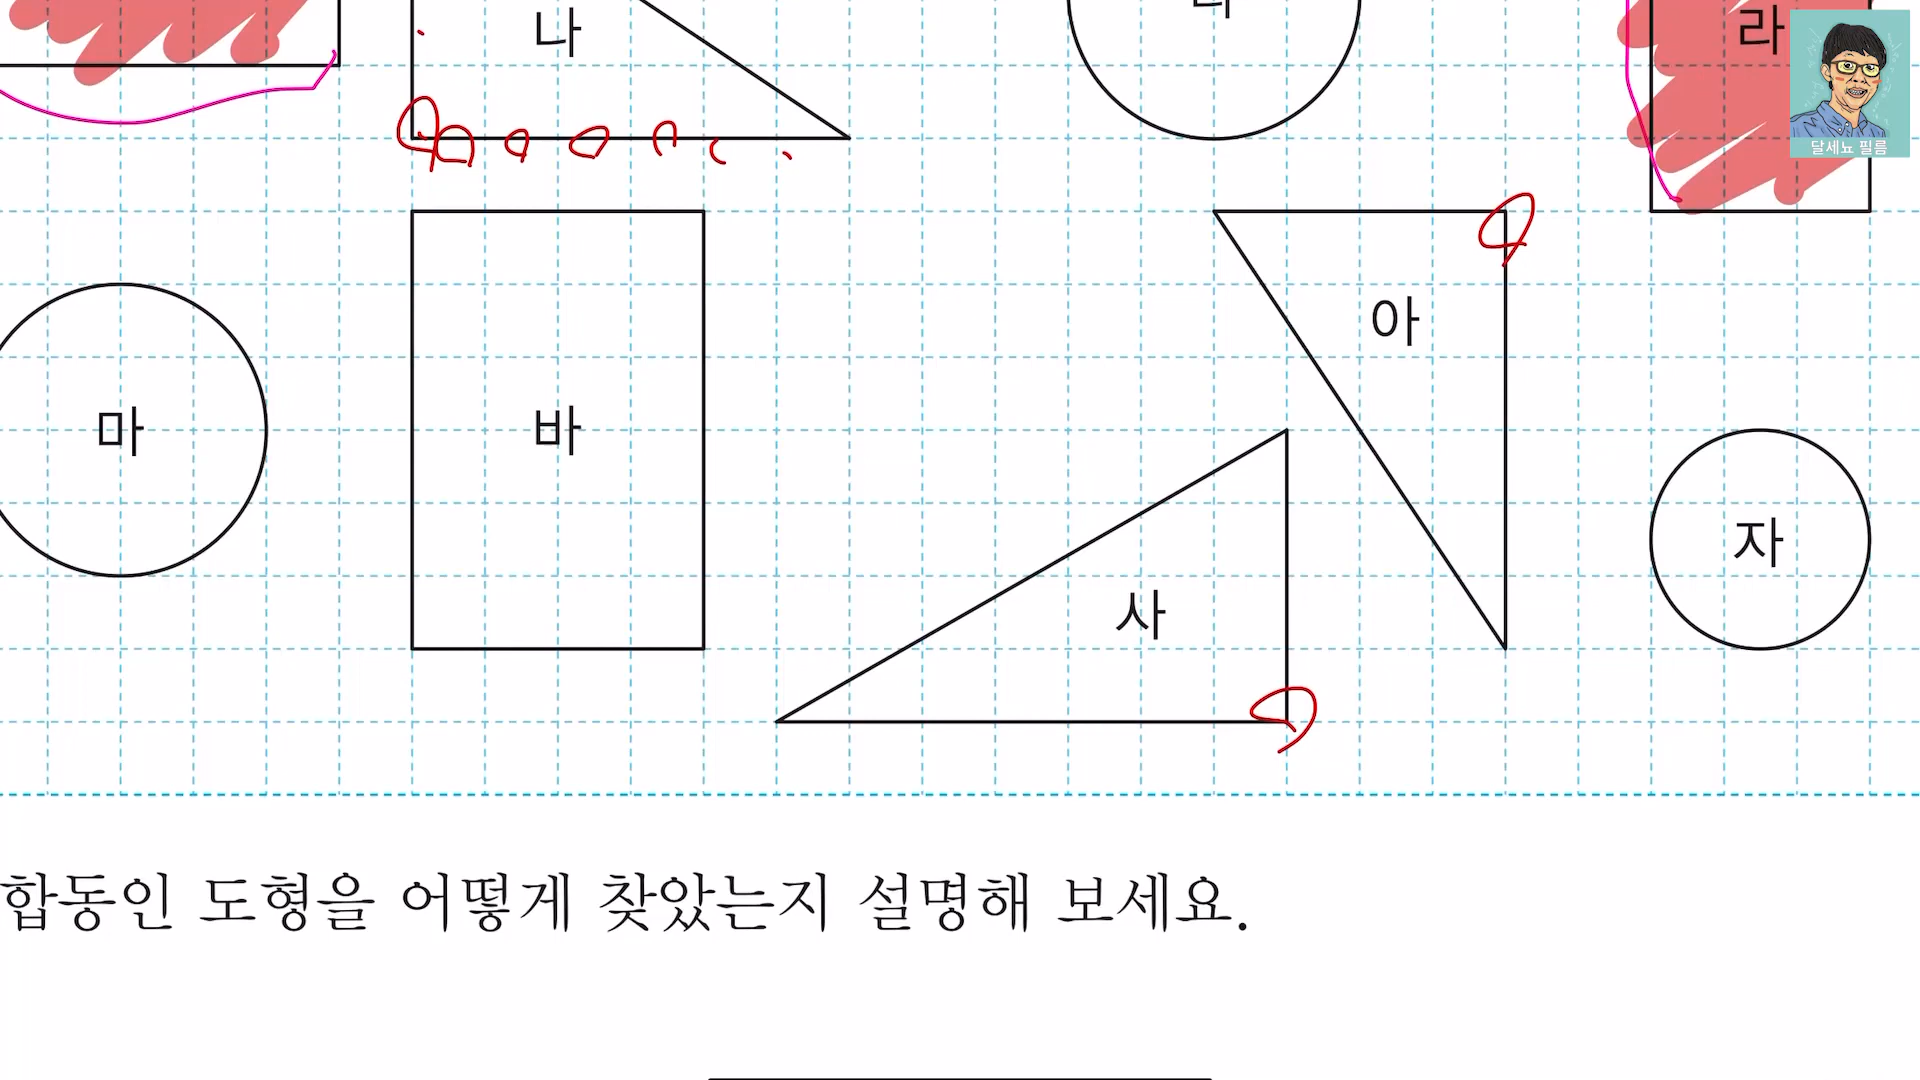 나
라
달세뇨 필름
아
마
바
사
자
합동인 도형을 어떻게 찾았는지 설명해 보세요.